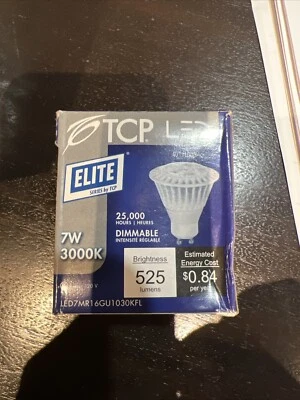 TCP LED
ELITE
SERIES by TCP
25,000
HOURS | HEURES
DIMMABLE
INTENSITÉ RÉGLABLE
7W
3000K
120 V
Brightness
525
lumens
Estimated
Energy Cost
$0.84
per year
LED7MR16GU1030KFL